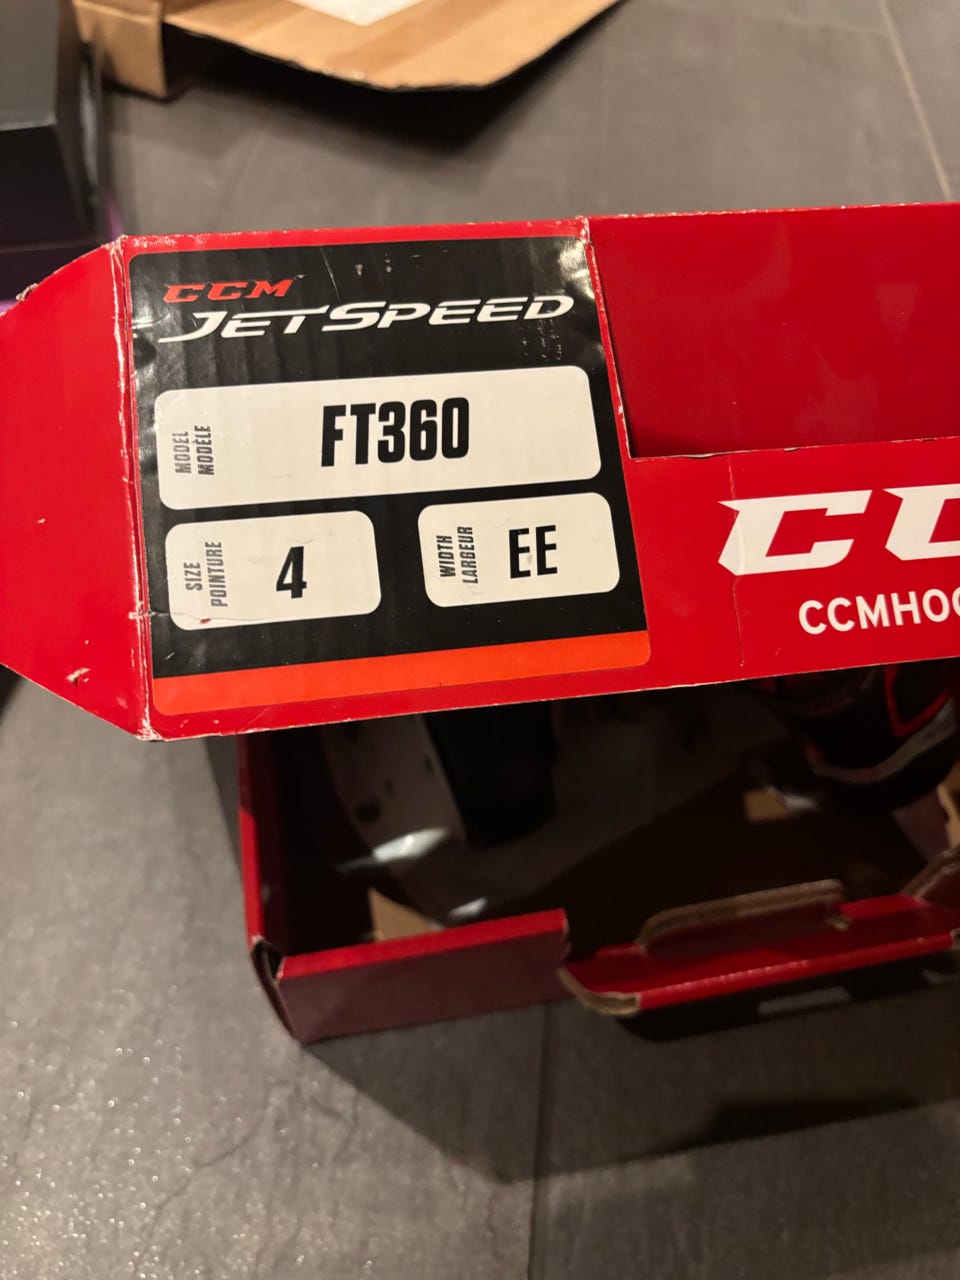 CCM
JETSPEED
MODEL
MODÈLE
FT360
SIZE
POINTURE
4
WIDTH
LARGEUR
EE
CC
CCMHOC